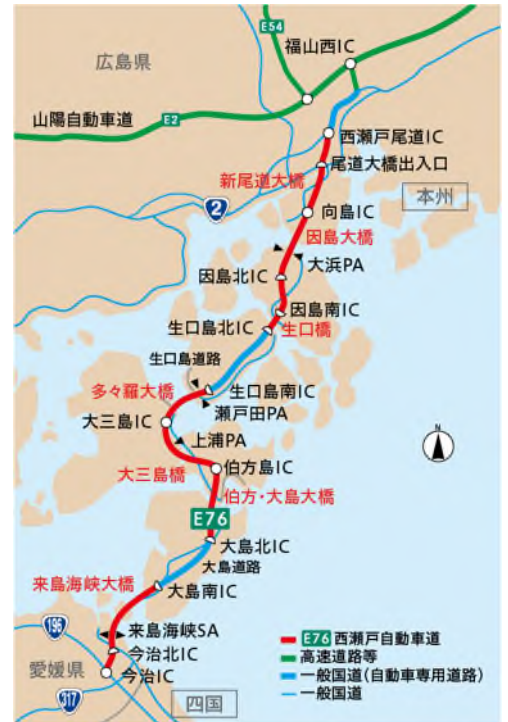 E54
福山西IC
広島県
山陽自動車道
E2
西瀬戸尾道IC
尾道大橋出入口
新尾道大橋
2
本州
向島IC
因島大橋
大浜PA
因島北IC
因島南IC
生口島北IC
生口橋
生口島道路
多々羅大橋
生口島南IC
瀬戸田PA
大三島IC
上浦PA
N
大三島橋
伯方島IC
伯方・大島大橋
E76
大島北IC
大島道路
来島海峡大橋
大島南IC
196
来島海峡SA
今治北IC
愛媛県
今治IC
317
四国
E76 西瀬戸自動車道
高速道路等
一般国道(自動車専用道路)
一般国道